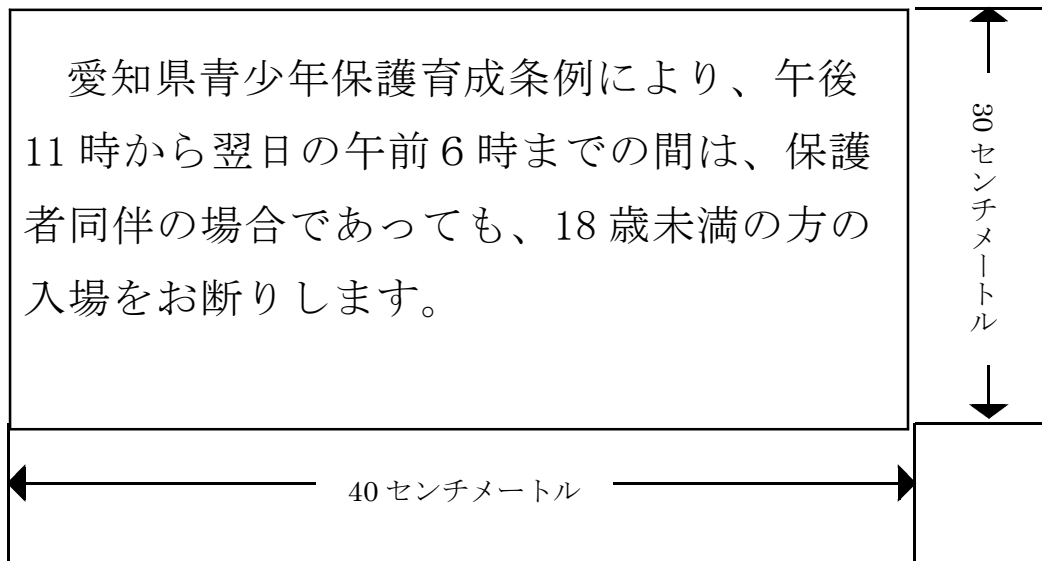 愛知県青少年保護育成条例により、午後
11時から翌日の午前６時までの間は、保護
者同伴の場合であっても、18歳未満の方の
入場をお断りします。
30センチメートル
40センチメートル